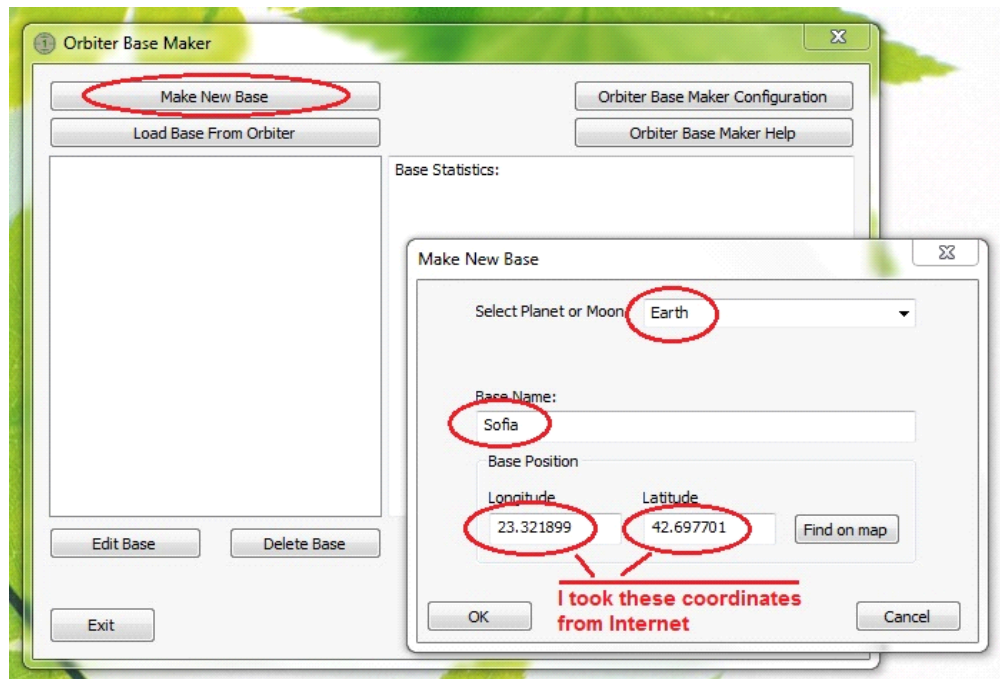 Orbiter Base Maker
Make New Base
Orbiter Base Maker Configuration
Load Base From Orbiter
Orbiter Base Maker Help
Base Statistics:
Make New Base
Select Planet or Moon
Earth
Base Name:
Sofia
Base Position
Longitude
Latitude
23.321899
42.697701
Find on map
Edit Base
Delete Base
I took these coordinates
from Internet
OK
Cancel
Exit